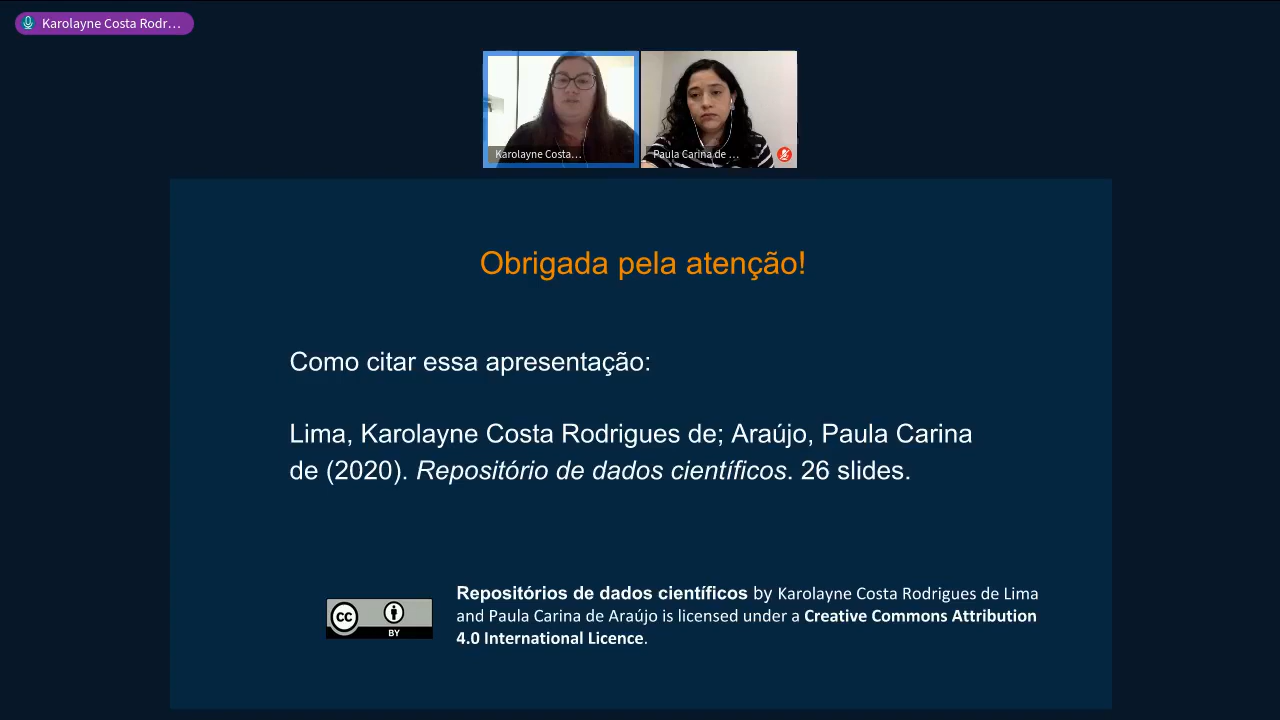 Karolayne Costa Rodr...
Karolayne Costa...
Paula Carina de ...
Obrigada pela atenção!
Como citar essa apresentação:
Lima, Karolayne Costa Rodrigues de; Araújo, Paula Carina
de (2020). Repositório de dados científicos. 26 slides.
Repositórios de dados científicos by Karolayne Costa Rodrigues de Lima
and Paula Carina de Araújo is licensed under a Creative Commons Attribution
4.0 International Licence.
cc
BY